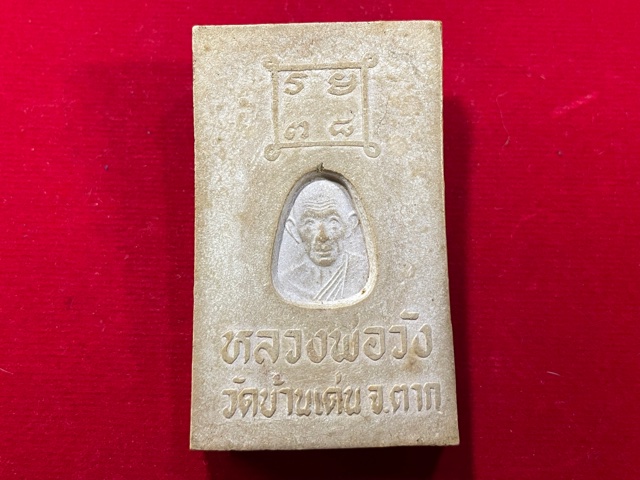 ร ย
๓ ๘
หลวงพ่อวัง
วัดบ้านเด่น จ.ตาก